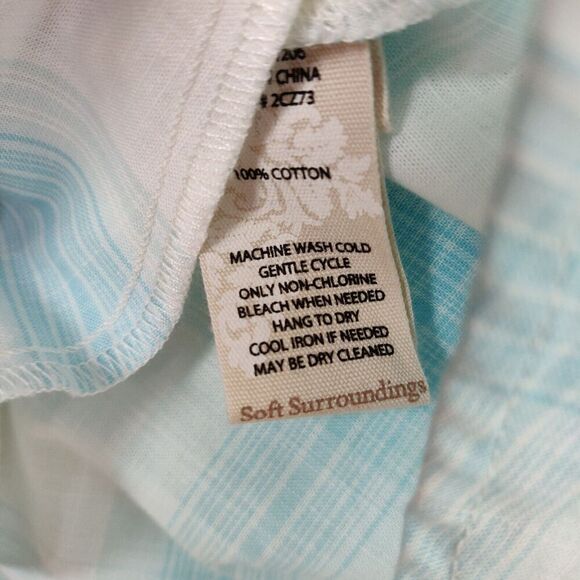 1206
CHINA
# 2CZ73
100% COTTON
MACHINE WASH COLD
GENTLE CYCLE
ONLY NON-CHLORINE
BLEACH WHEN NEEDED
HANG TO DRY
COOL IRON IF NEEDED
MAY BE DRY CLEANED
Soft Surroundings